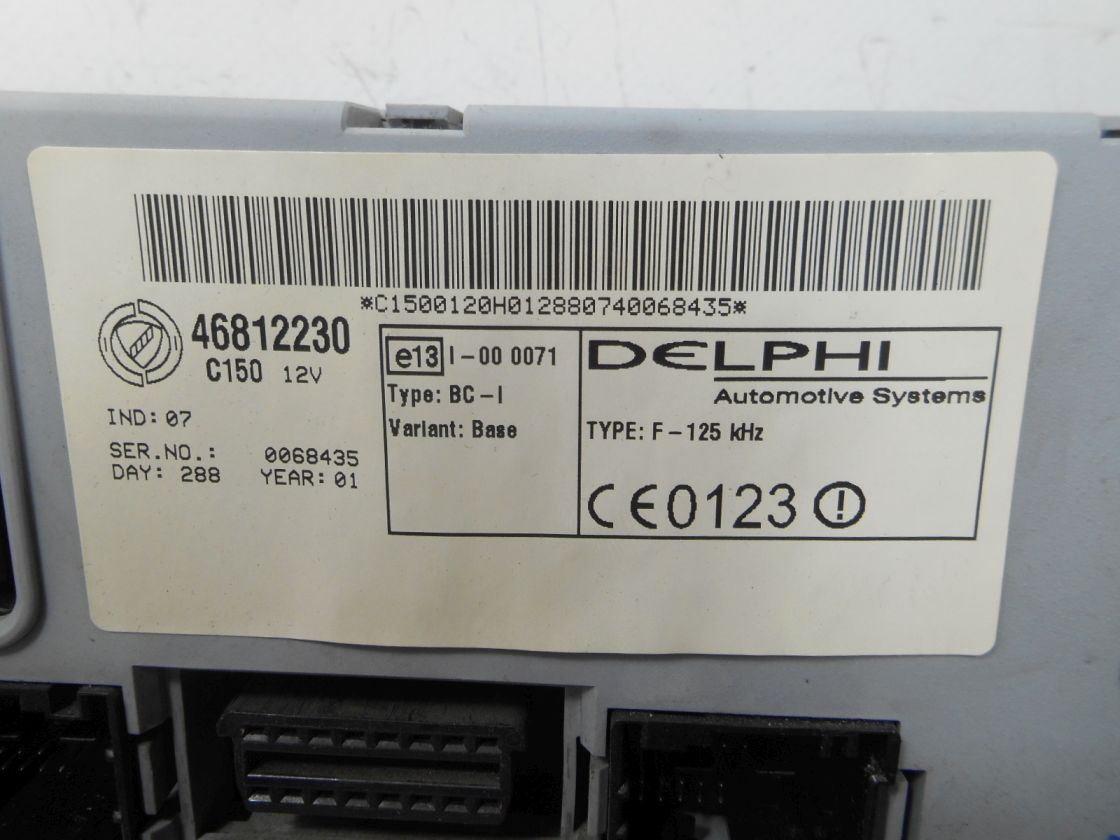 *C1500120H012880740068435*
46812230
C150 12V
IND: 07
SER.NO.: 0068435
DAY: 288 YEAR: 01
e13 I-00 0071
Type: BC-I
Variant: Base
DELPHI
Automotive Systems
TYPE: F-125 kHz
CE0123